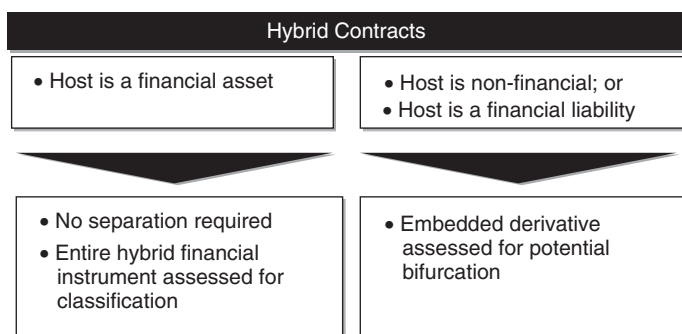 Hybrid Contracts
• Host is a financial asset
• Host is non-financial; or
• Host is a financial liability
• No separation required
• Entire hybrid financial
instrument assessed for
classification
• Embedded derivative
assessed for potential
bifurcation